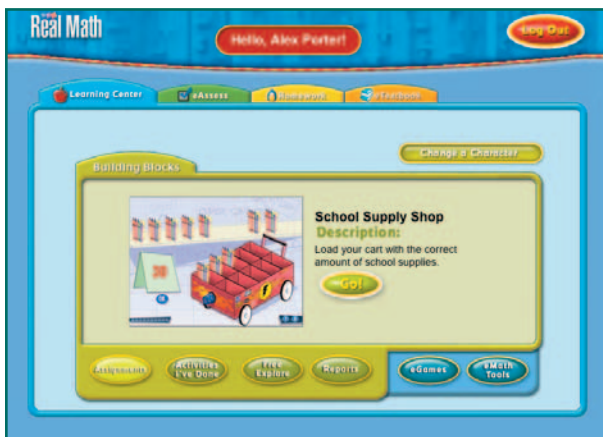 Real Math
Hello, Alex Porter!
Log Out
Learning Center
eAssess
Homework
eTextbook
Change a Character
Building Blocks
School Supply Shop
Description:
Load your cart with the correct
amount of school supplies.
Go!
Assignments
Activities
I've Done
Free
Explore
Reports
eGames
eMath
Tools